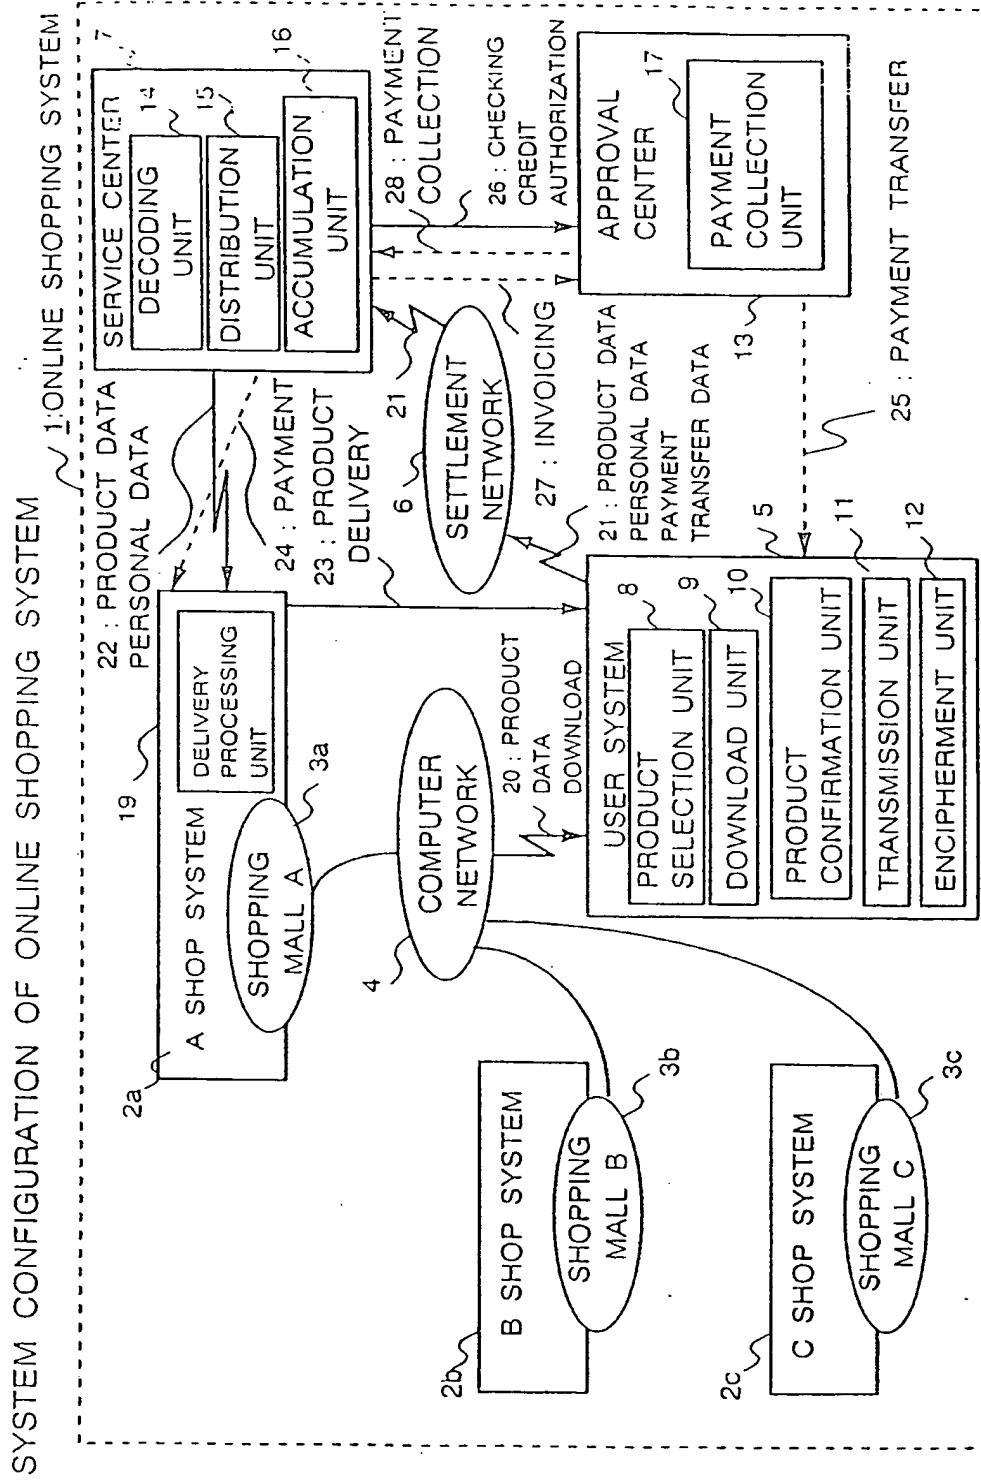 SYSTEM CONFIGURATION OF ONLINE SHOPPING SYSTEM
1:ONLINE SHOPPING SYSTEM
2a
A SHOP SYSTEM
SHOPPING
MALL A
3a
19
DELIVERY
PROCESSING
UNIT
22 : PRODUCT DATA
PERSONAL DATA
24 : PAYMENT
23 : PRODUCT
DELIVERY
7
SERVICE CENTER
DECODING
UNIT
14
DISTRIBUTION
UNIT
15
ACCUMULATION
UNIT
16
28 : PAYMENT
COLLECTION
26 : CHECKING
CREDIT
AUTHORIZATION
21
6
SETTLEMENT
NETWORK
27 : INVOICING
4
COMPUTER
NETWORK
20 : PRODUCT
DATA
DOWNLOAD
21 : PRODUCT DATA
PERSONAL DATA
PAYMENT
TRANSFER DATA
APPROVAL
CENTER
13
PAYMENT
COLLECTION
UNIT
17
25 : PAYMENT TRANSFER
2b
B SHOP SYSTEM
SHOPPING
MALL B
3b
2c
C SHOP SYSTEM
SHOPPING
MALL C
3c
USER SYSTEM
5
PRODUCT
SELECTION UNIT
8
DOWNLOAD UNIT
9
PRODUCT
CONFIRMATION UNIT
10
TRANSMISSION UNIT
11
ENCIPHERMENT UNIT
12